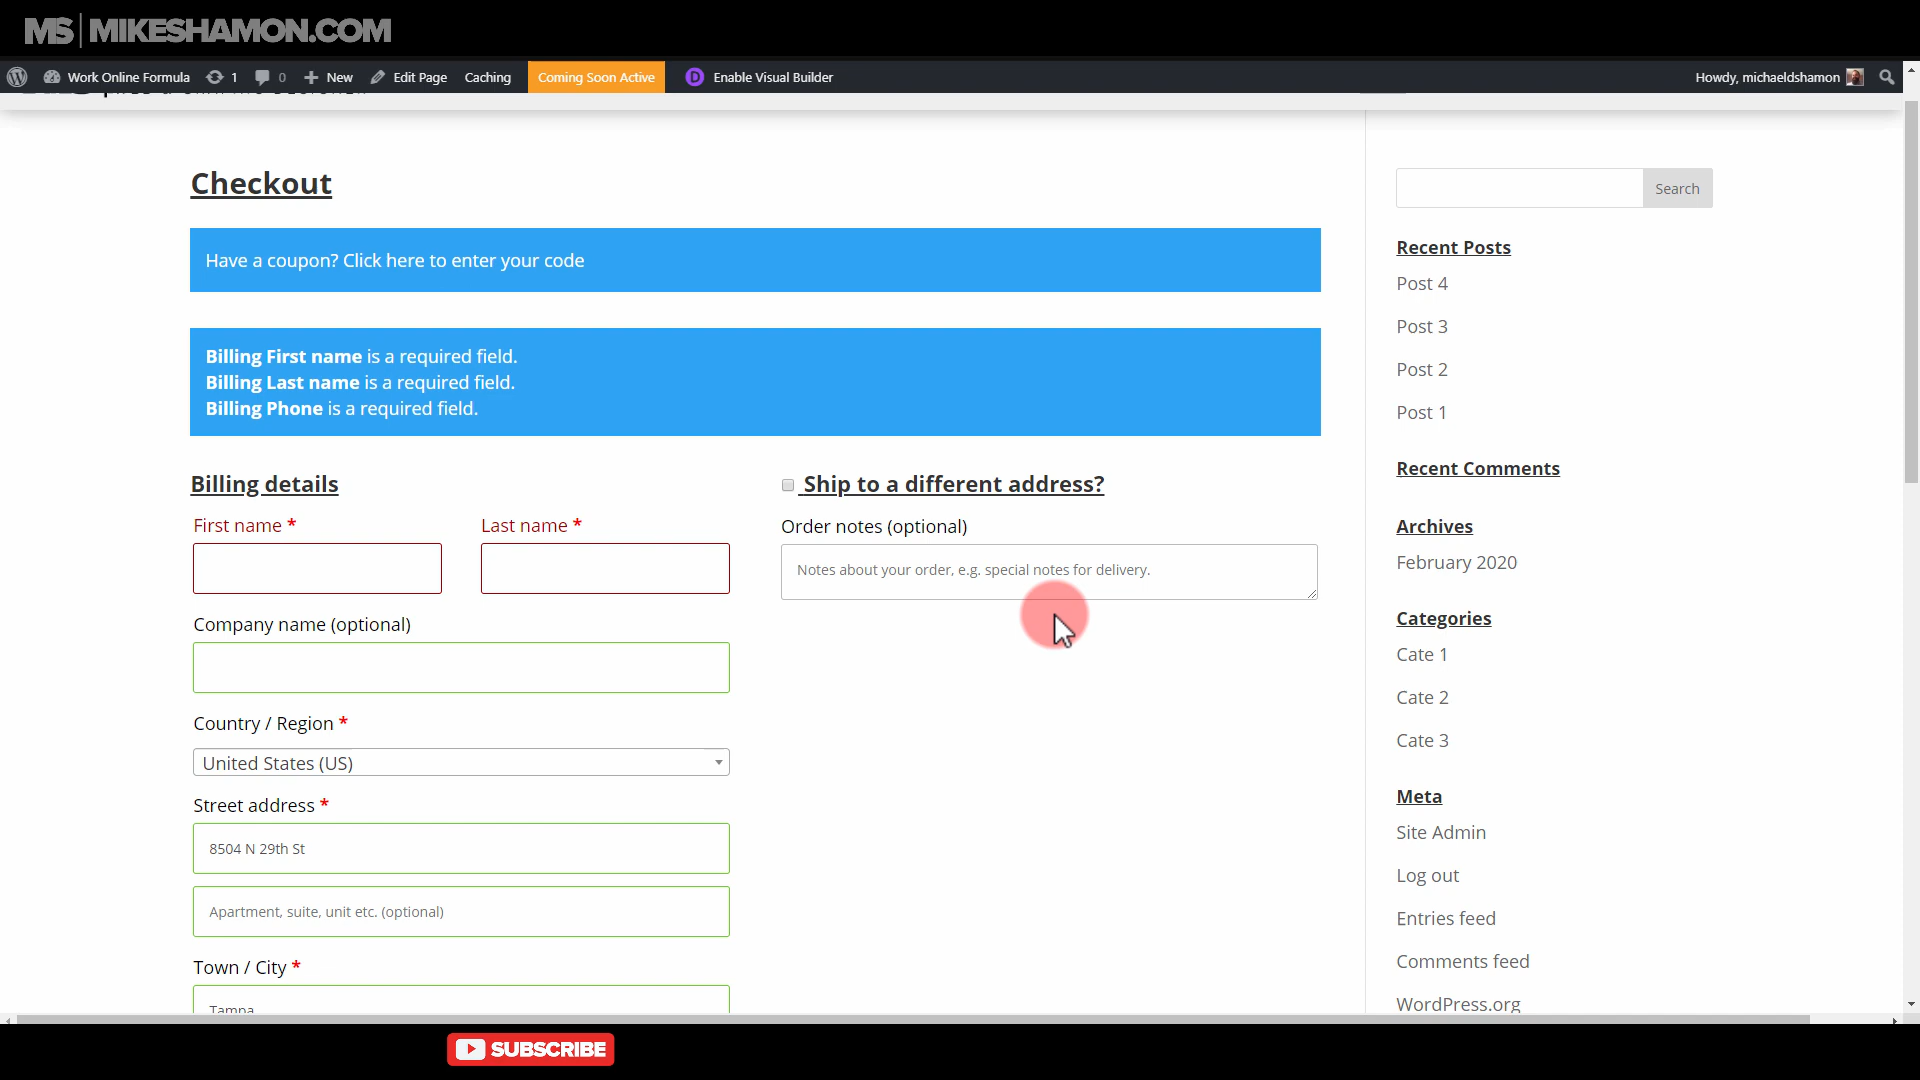 MS MIKESHAMON.COM
Work Online Formula 1 0 New Edit Page Caching Coming Soon Active D Enable Visual Builder Howdy, michaeldshamon
Checkout
Have a coupon? Click here to enter your code
Billing First name is a required field.
Billing Last name is a required field.
Billing Phone is a required field.
Billing details
First name *
Last name *
Company name (optional)
Country / Region *
United States (US)
Street address *
8504 N 29th St
Apartment, suite, unit etc. (optional)
Town / City *
Tampa
Ship to a different address?
Order notes (optional)
Notes about your order, e.g. special notes for delivery.
Search
Recent Posts
Post 4
Post 3
Post 2
Post 1
Recent Comments
Archives
February 2020
Categories
Cate 1
Cate 2
Cate 3
Meta
Site Admin
Log out
Entries feed
Comments feed
WordPress.org
SUBSCRIBE